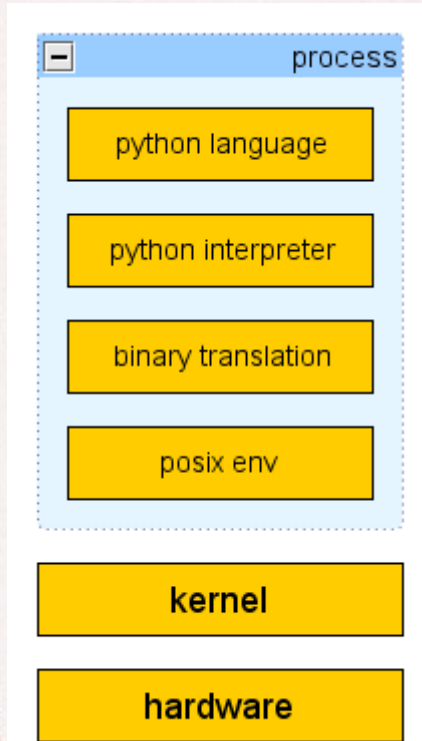 process
python language
python interpreter
binary translation
posix env
kernel
hardware